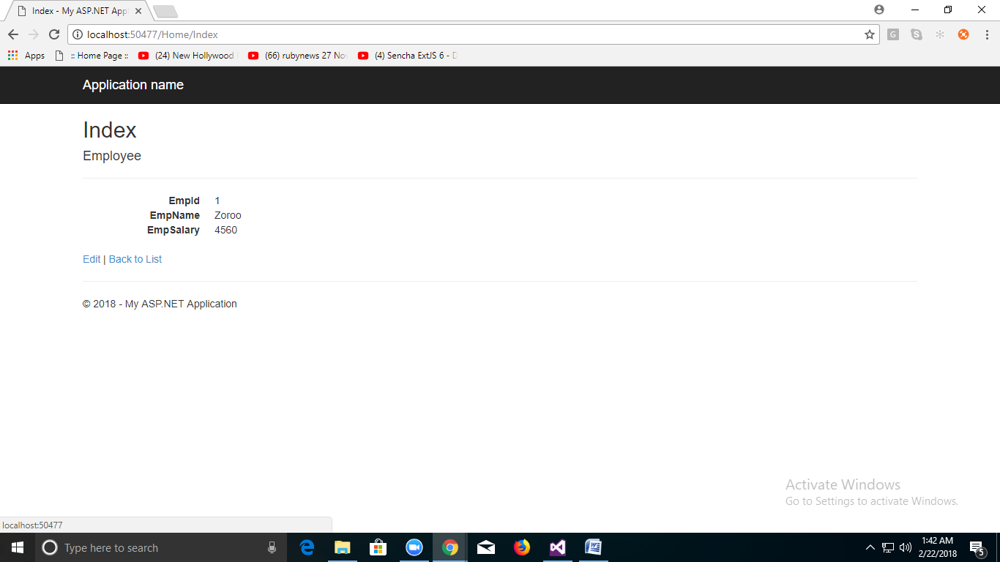 Index - My ASP.NET Appl
localhost:50477/Home/Index
G S
Apps :: Home Page :: (24) New Hollywood (66) rubynews 27 Nov (4) Sencha ExtJS 6 - D
Application name
Index
Employee
EmpId 1
EmpName Zoroo
EmpSalary 4560
Edit | Back to List
© 2018 - My ASP.NET Application
Activate Windows
Go to Settings to activate Windows.
localhost:50477
Type here to search
1:42 AM
2/22/2018
5